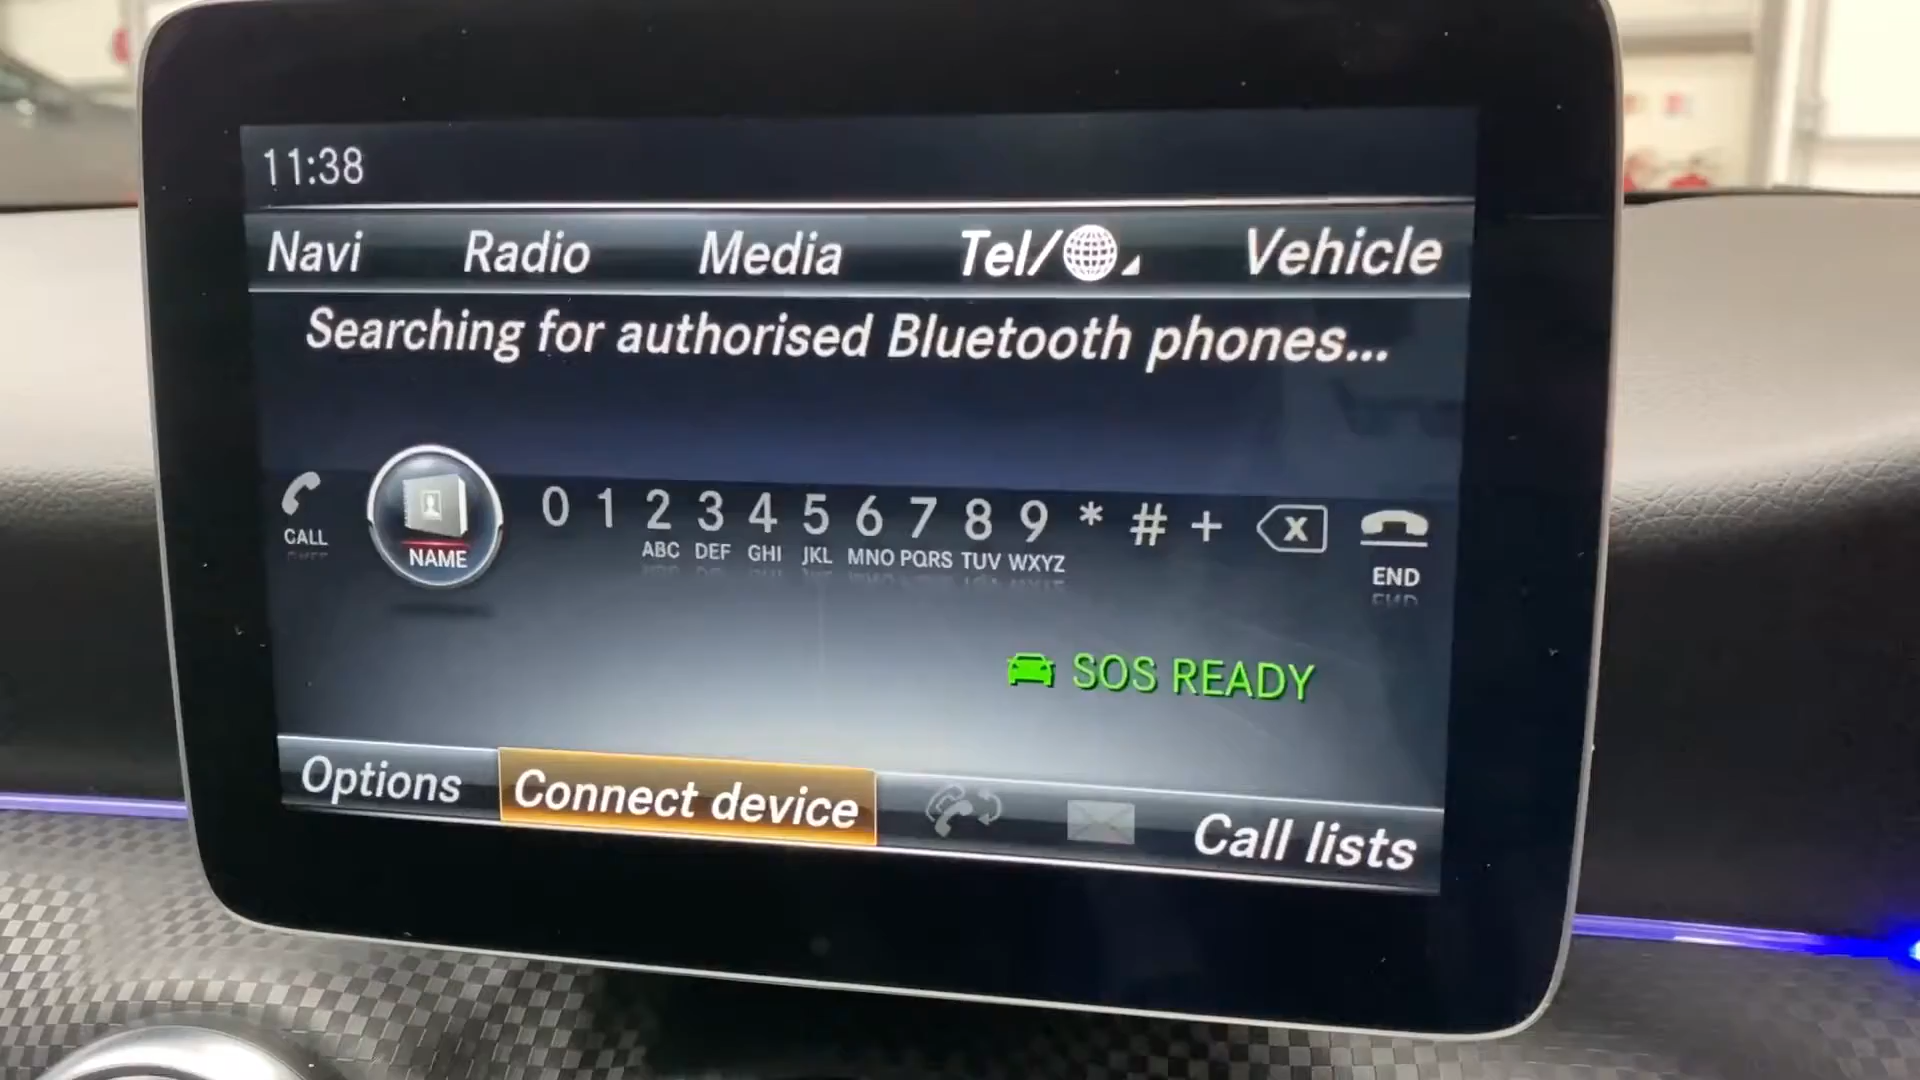 11:38
Navi Radio Media Tel/ Vehicle
Searching for authorised Bluetooth phones...
CALL NAME 0 1 2 3 4 5 6 7 8 9 * # + X END
ABC DEF GHI JKL MNO PQRS TUV WXYZ
SOS READY
Options Connect device Call lists